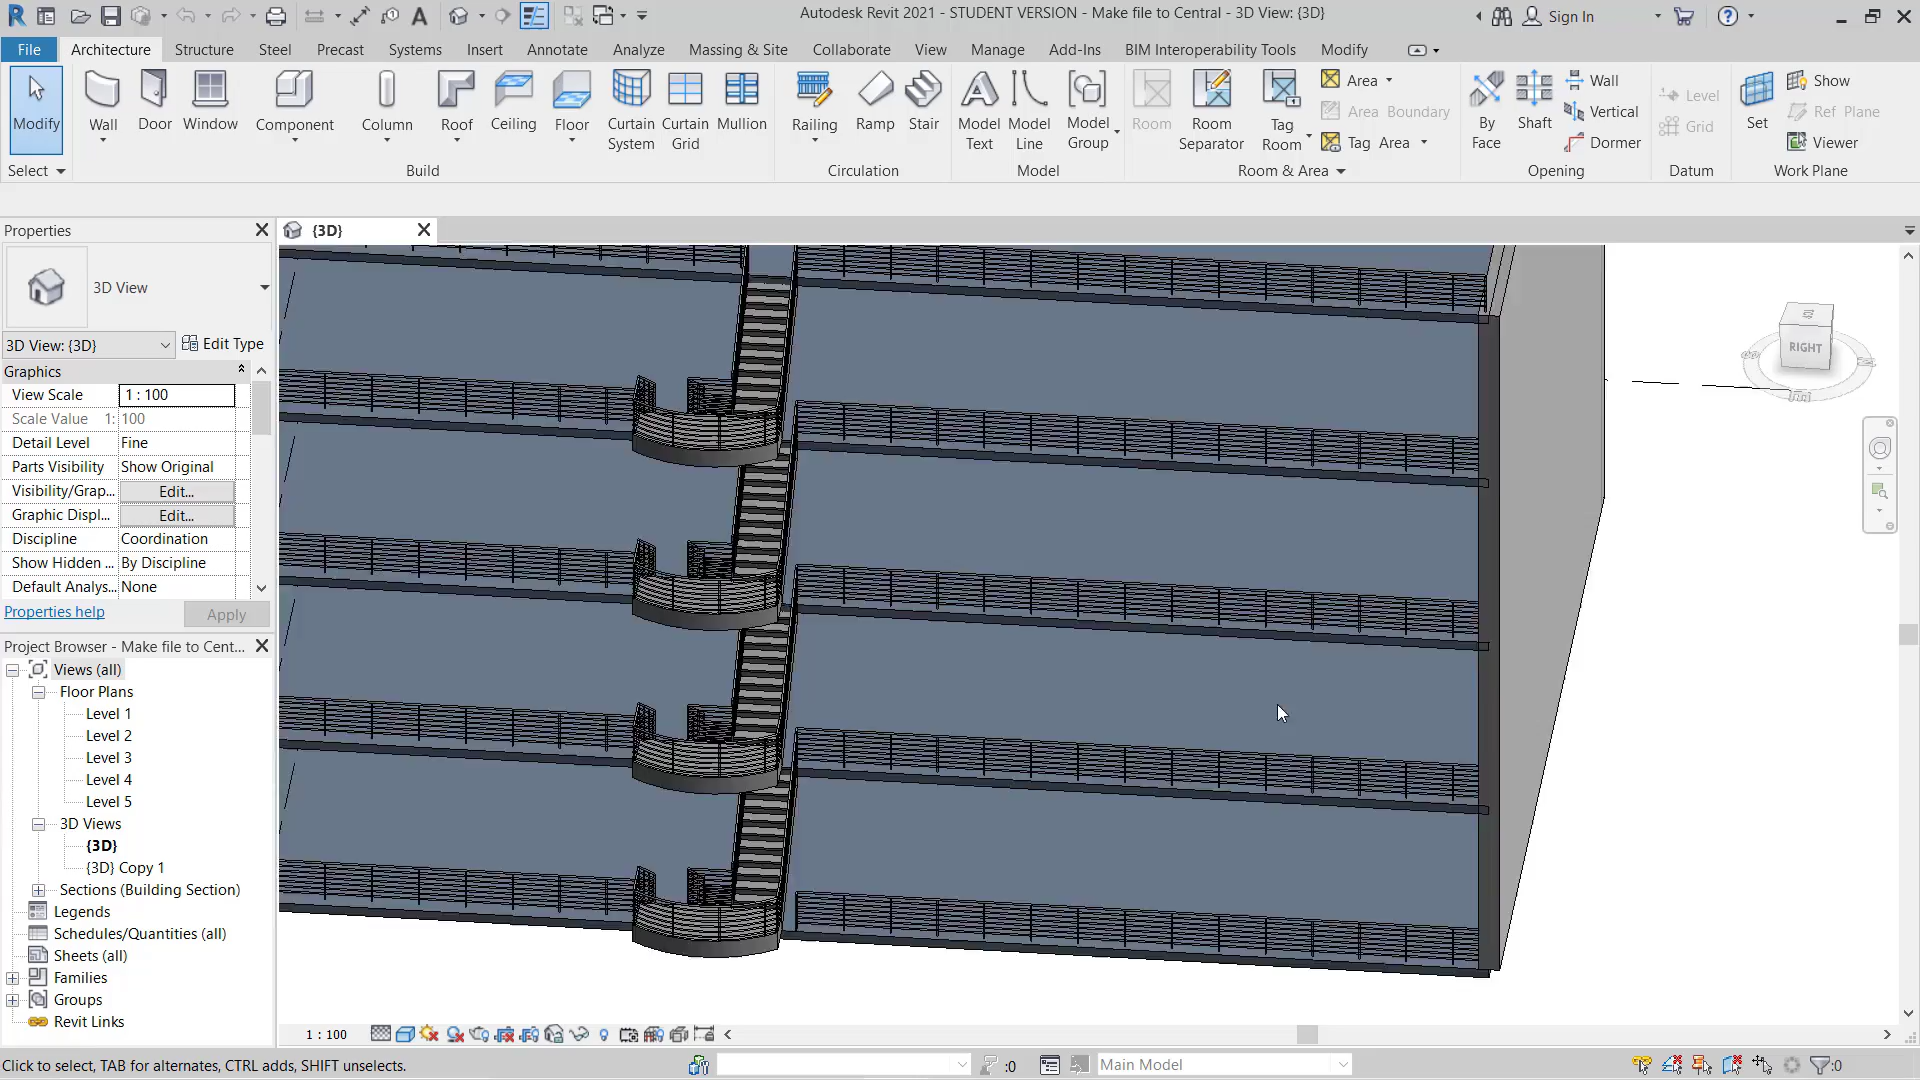 Autodesk Revit 2021 - STUDENT VERSION - Make file to Central - 3D View: {3D}
Sign In
File Architecture Structure Steel Precast Systems Insert Annotate Analyze Massing & Site Collaborate View Manage Add-Ins BIM Interoperability Tools Modify
Modify
Wall
Door
Window
Component
Column
Roof
Ceiling
Floor
Curtain System
Curtain Grid
Mullion
Railing
Ramp
Stair
Model Text
Model Line
Model Group
Room
Room Separator
Tag Room
Area
Area Boundary
Tag Area
By Face
Shaft
Wall
Vertical
Dormer
Level
Grid
Set
Show
Ref Plane
Viewer
Select
Build
Circulation
Model
Room & Area
Opening
Datum
Work Plane
Properties
{3D}
3D View
3D View: {3D}
Edit Type
Graphics
View Scale 1 : 100
Scale Value 1: 100
Detail Level Fine
Parts Visibility Show Original
Visibility/Grap... Edit...
Graphic Displ... Edit...
Discipline Coordination
Show Hidden ... By Discipline
Default Analys... None
Properties help
Apply
Project Browser - Make file to Cent...
Views (all)
Floor Plans
Level 1
Level 2
Level 3
Level 4
Level 5
3D Views
{3D}
{3D} Copy 1
Sections (Building Section)
Legends
Schedules/Quantities (all)
Sheets (all)
Families
Groups
Revit Links
RIGHT
1 : 100
Click to select, TAB for alternates, CTRL adds, SHIFT unselects.
:0
Main Model
:0